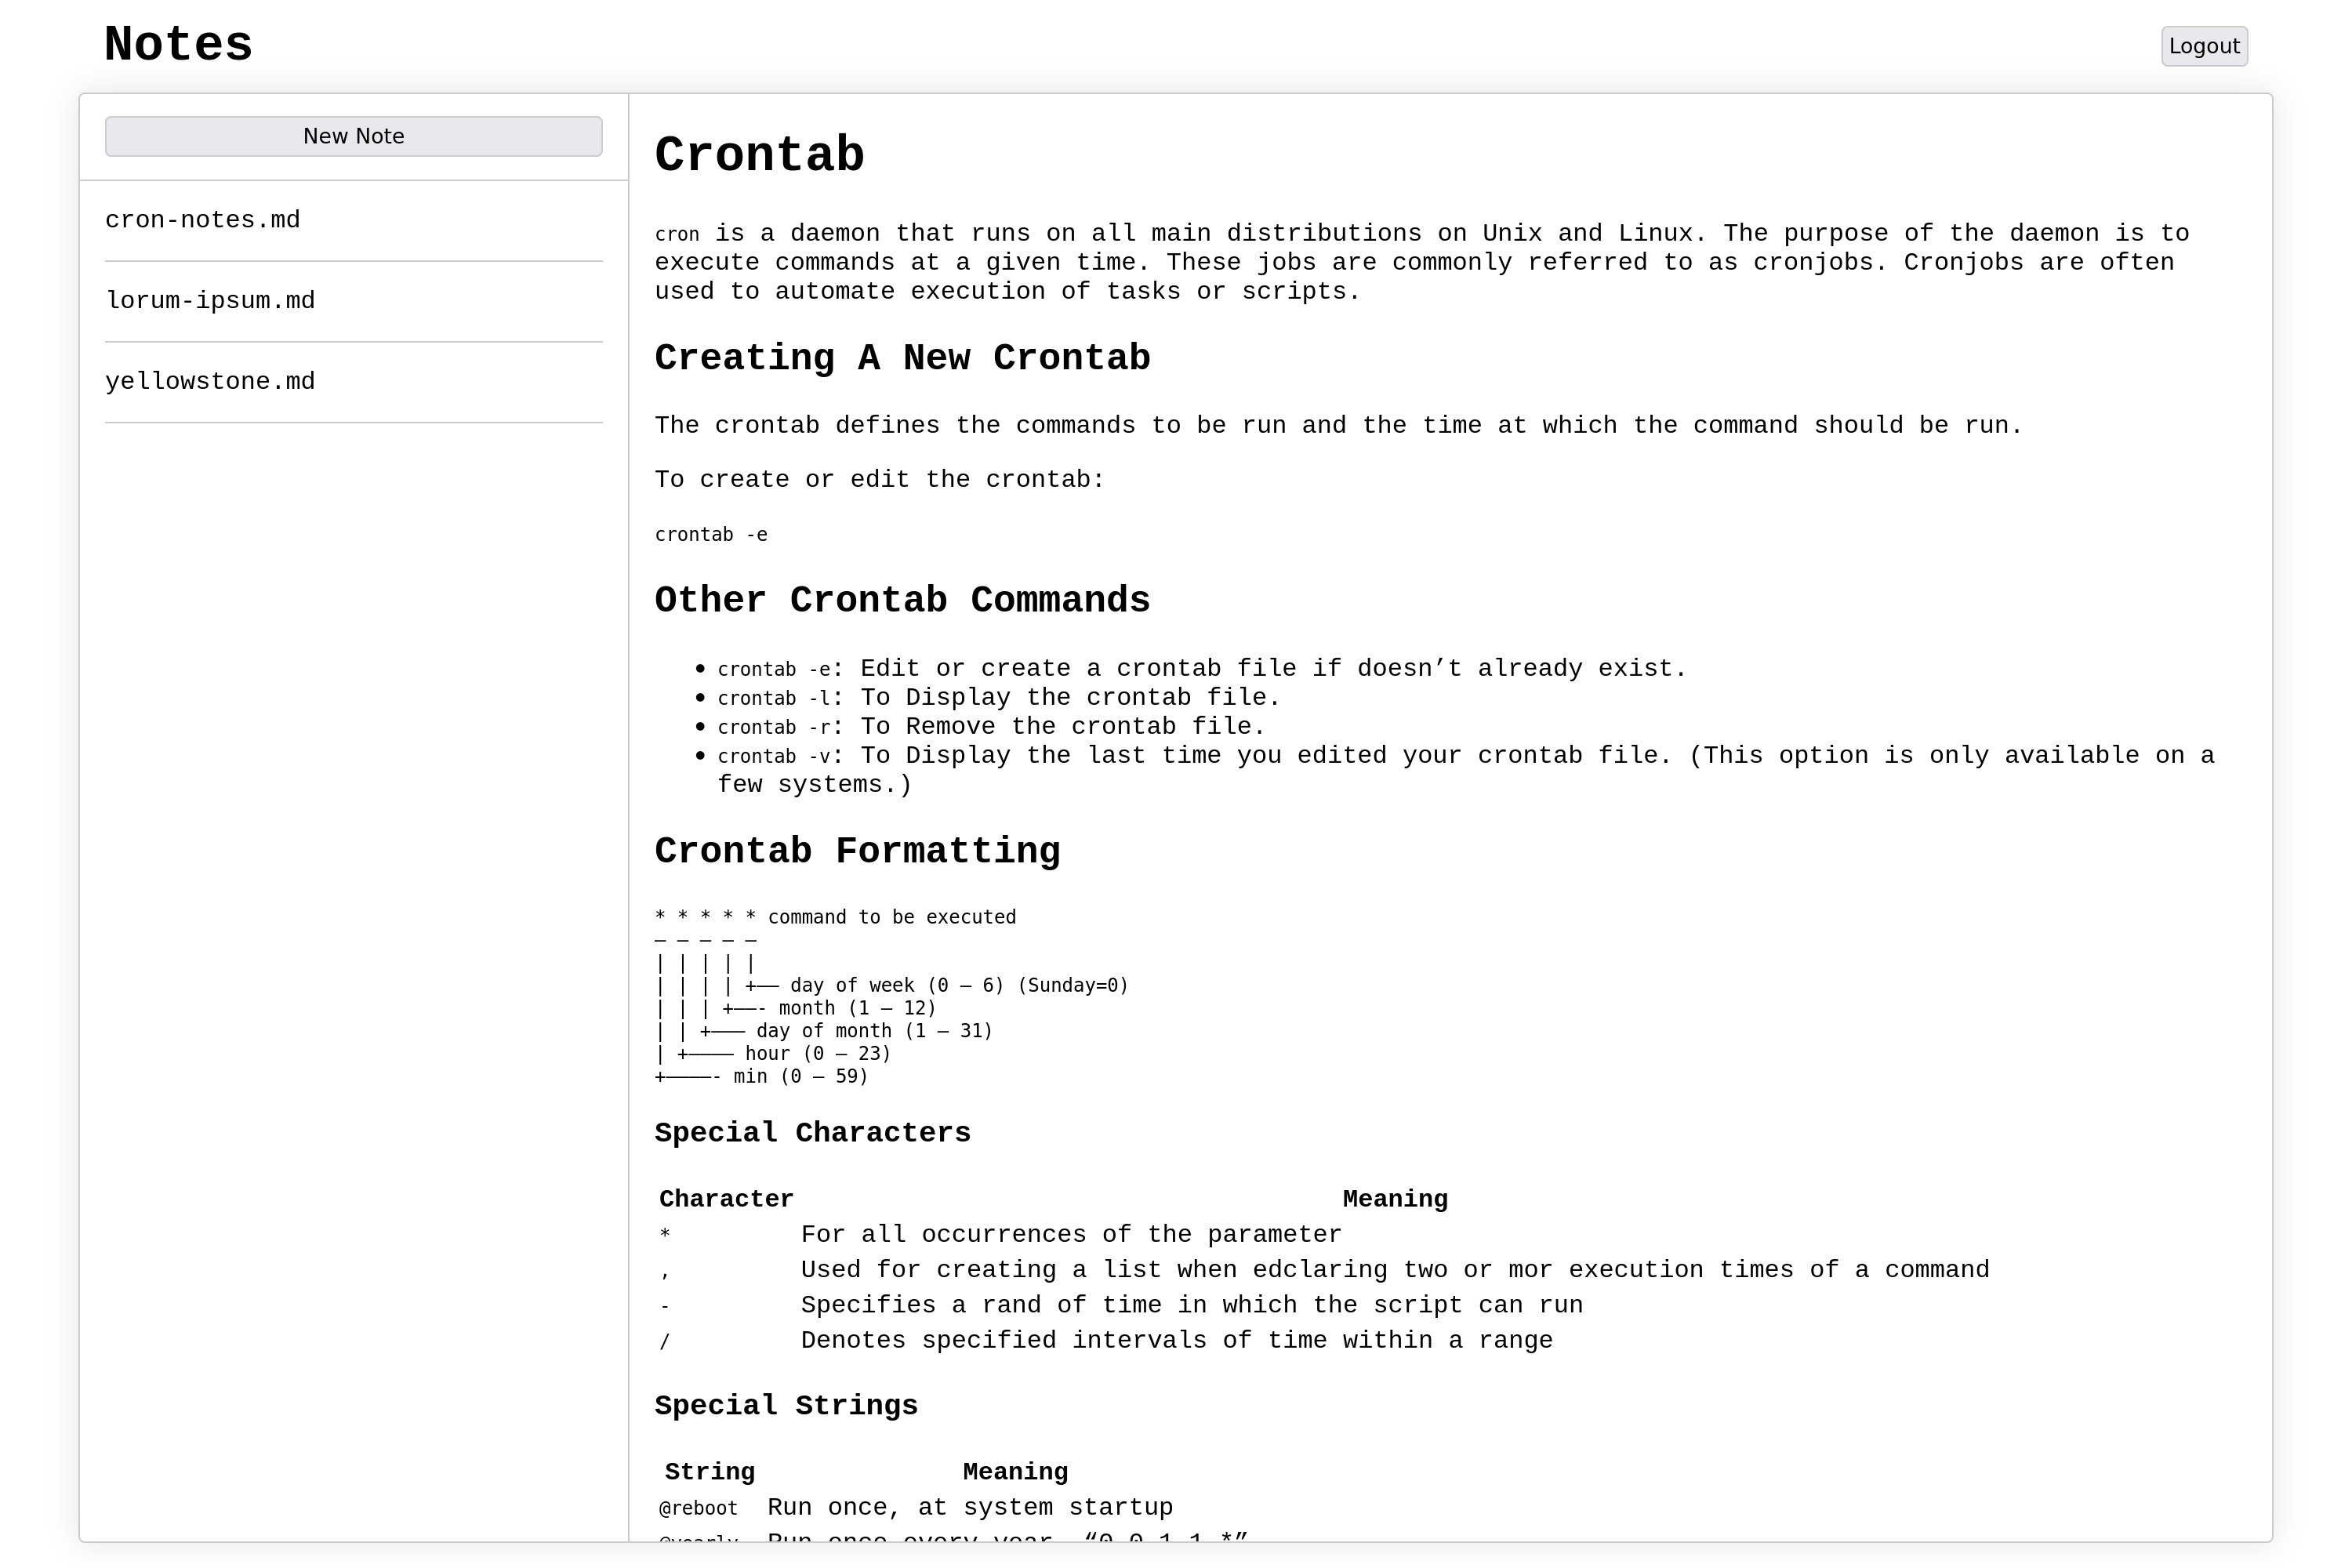 Notes
Logout
New Note
cron-notes.md
lorum-ipsum.md
yellowstone.md
Crontab
cron is a daemon that runs on all main distributions on Unix and Linux. The purpose of the daemon is to
execute commands at a given time. These jobs are commonly referred to as cronjobs. Cronjobs are often
used to automate execution of tasks or scripts.
Creating A New Crontab
The crontab defines the commands to be run and the time at which the command should be run.
To create or edit the crontab:
crontab -e
Other Crontab Commands
• crontab -e: Edit or create a crontab file if doesn’t already exist.
• crontab -l: To Display the crontab file.
• crontab -r: To Remove the crontab file.
• crontab -v: To Display the last time you edited your crontab file. (This option is only available on a
few systems.)
Crontab Formatting
* * * * * command to be executed
– – – – –
| | | | |
| | | | +—– day of week (0 – 6) (Sunday=0)
| | | +——- month (1 – 12)
| | +——— day of month (1 – 31)
| +———– hour (0 – 23)
+————- min (0 – 59)
Special Characters
Character Meaning
* For all occurrences of the parameter
, Used for creating a list when edclaring two or mor execution times of a command
- Specifies a rand of time in which the script can run
/ Denotes specified intervals of time within a range
Special Strings
String Meaning
@reboot Run once, at system startup
@yearly Run once every year, “0 0 1 1 *”